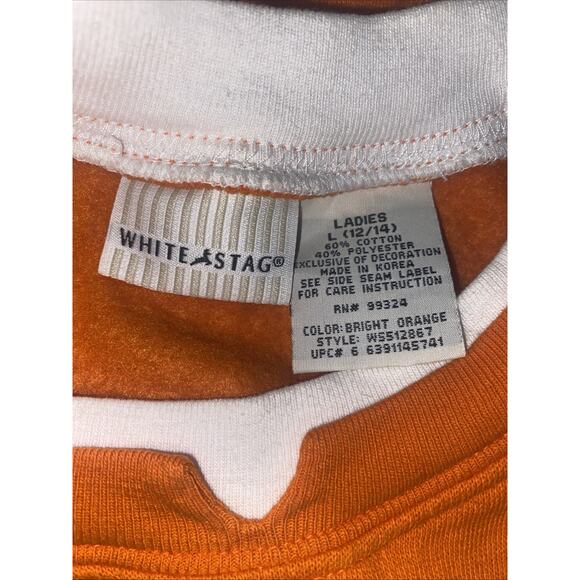 WHITE STAG®
LADIES
L (12/14)
60% COTTON
40% POLYESTER
EXCLUSIVE OF DECORATION
MADE IN KOREA
SEE SIDE SEAM LABEL
FOR CARE INSTRUCTION
RN# 99324
COLOR:BRIGHT ORANGE
STYLE: WS512867
UPC# 6 6391145741